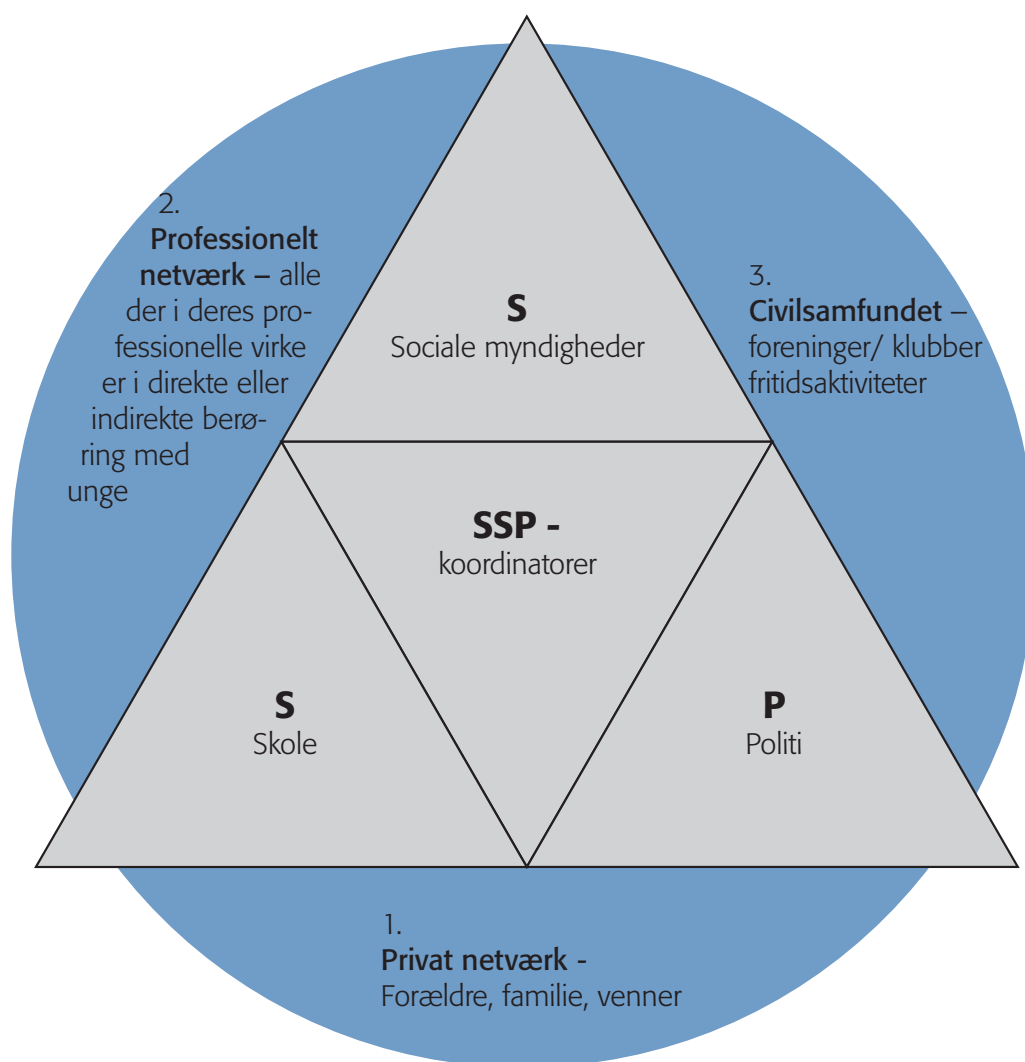 2.
Professionelt
netværk – alle
der i deres pro-
fessionelle virke
er i direkte eller
indirekte berø-
ring med
unge
S
Sociale myndigheder
3.
Civilsamfundet –
foreninger/ klubber
fritidsaktiviteter
SSP -
koordinatorer
S
Skole
P
Politi
1.
Privat netværk -
Forældre, familie, venner